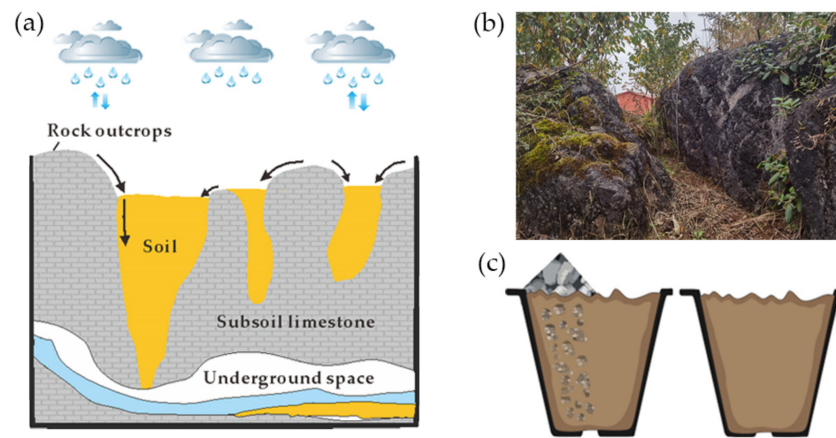 (a)
Rock outcrops
Soil
Subsoil limestone
Underground space
(b)
(c)